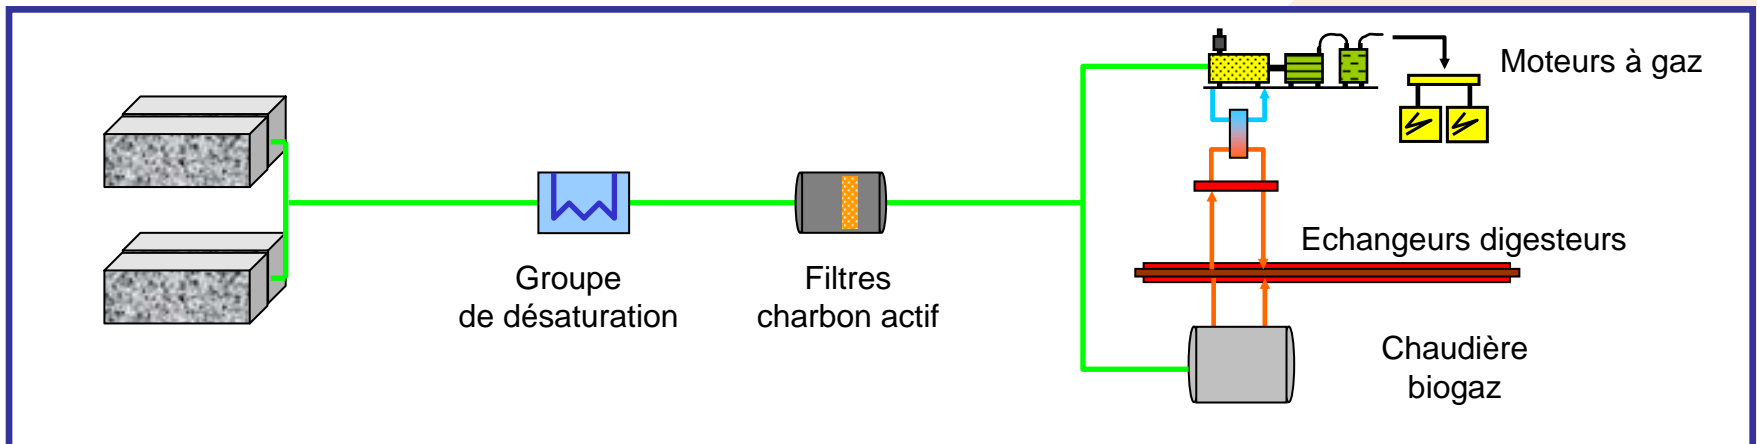 Moteurs à gaz
Echangeurs digesteurs
Groupe
de désaturation
Filtres
charbon actif
Chaudière
biogaz